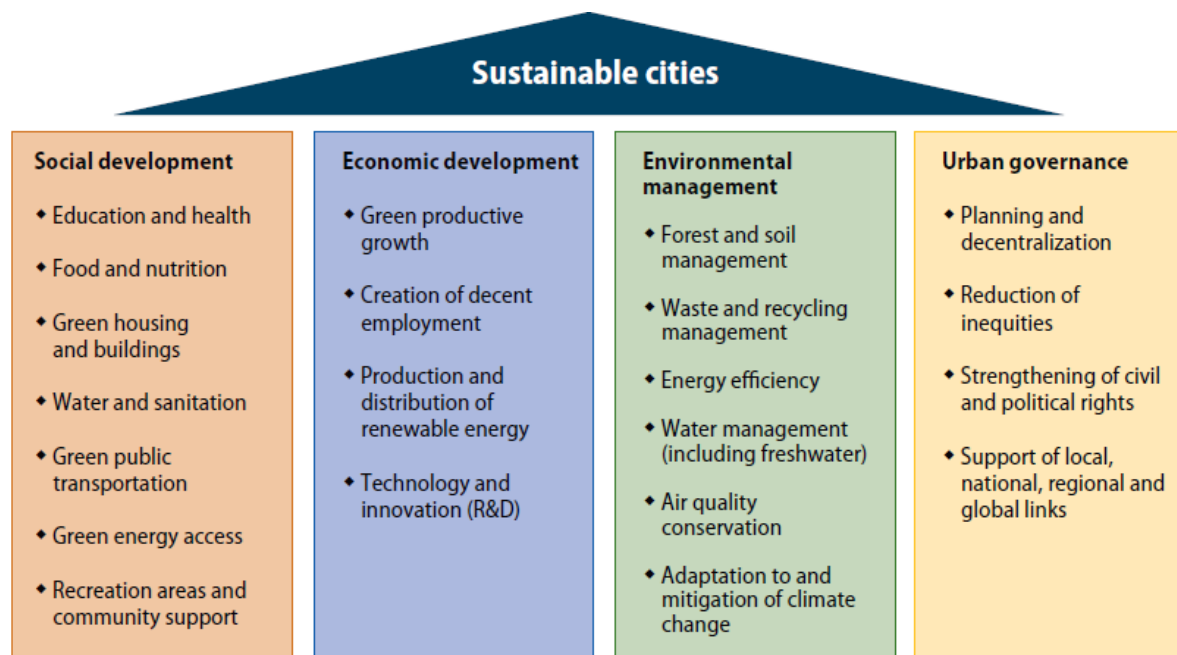 Sustainable cities
Social development
◆ Education and health
◆ Food and nutrition
◆ Green housing
and buildings
◆ Water and sanitation
◆ Green public
transportation
◆ Green energy access
◆ Recreation areas and
community support
Economic development
◆ Green productive
growth
◆ Creation of decent
employment
◆ Production and
distribution of
renewable energy
◆ Technology and
innovation (R&D)
Environmental
management
◆ Forest and soil
management
◆ Waste and recycling
management
◆ Energy efficiency
◆ Water management
(including freshwater)
◆ Air quality
conservation
◆ Adaptation to and
mitigation of climate
change
Urban governance
◆ Planning and
decentralization
◆ Reduction of
inequities
◆ Strengthening of civil
and political rights
◆ Support of local,
national, regional and
global links